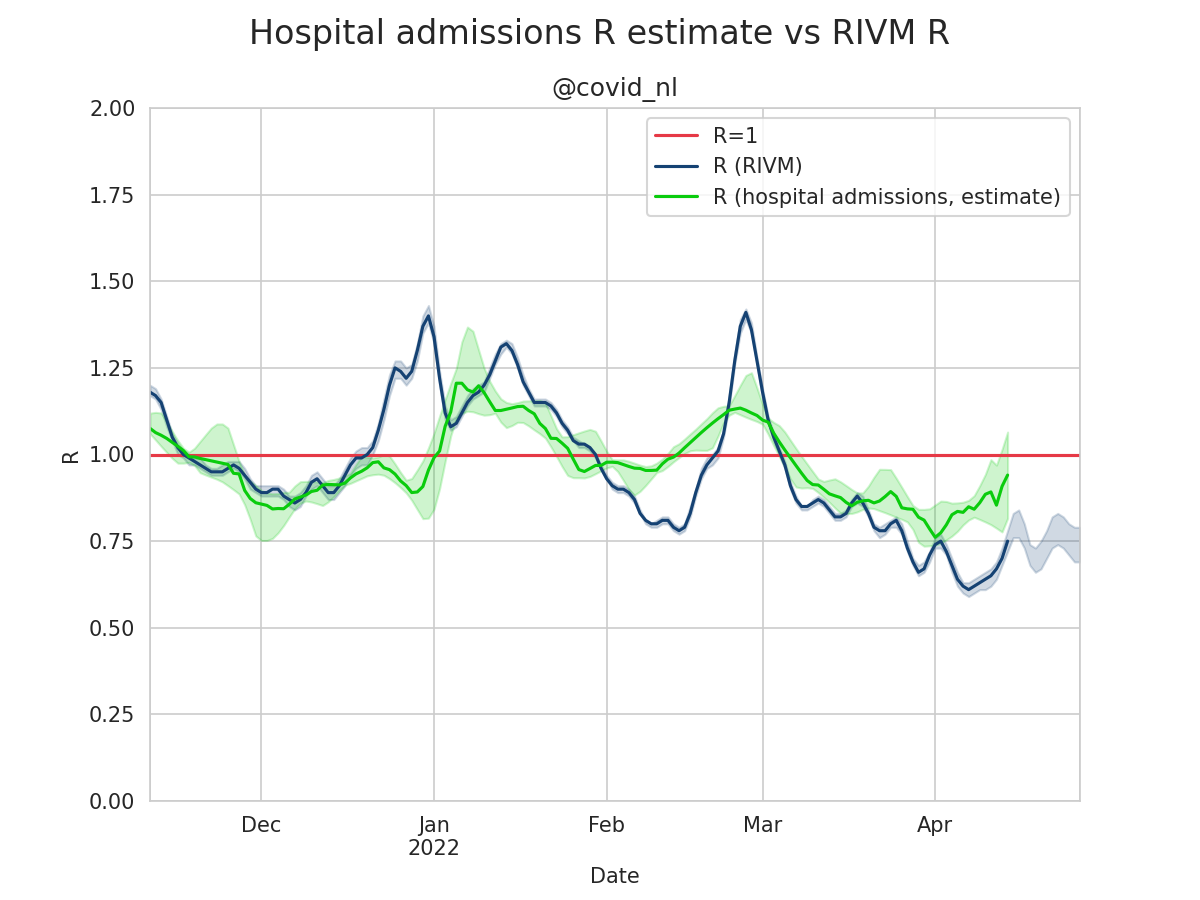 Hospital admissions R estimate vs RIVM R
@covid_nl
R=1
R (RIVM)
R (hospital admissions, estimate)
2.00
1.75
1.50
1.25
1.00
0.75
0.50
0.25
0.00
R
Dec
Jan
2022
Feb
Mar
Apr
Date